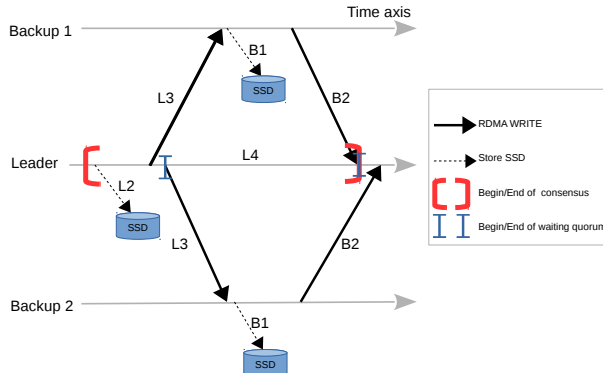 Time axis
Backup 1
B1
SSD
L3
B2
RDMA WRITE
Store SSD
Leader
L4
L2
Begin/End of consensus
SSD
Begin/End of waiting quorum
L3
B2
Backup 2
B1
SSD